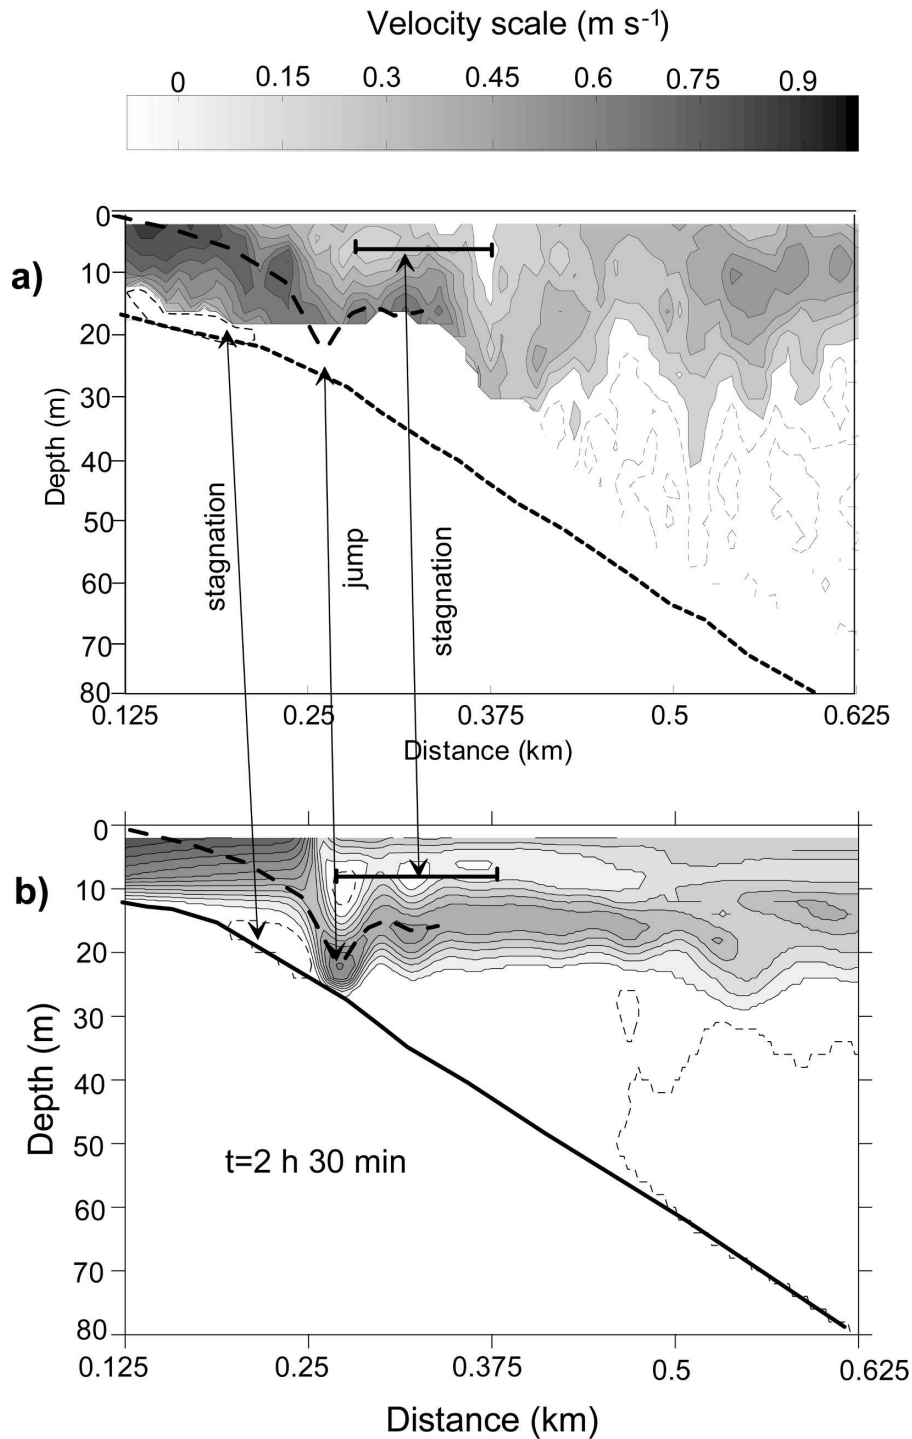 Velocity scale (m s-1)
0 0.15 0.3 0.45 0.6 0.75 0.9
a)
0
10
20
30
40
50
60
70
80
Depth (m)
stagnation
jump
stagnation
0.125 0.25 0.375 0.5 0.625
Distance (km)
b)
0
10
20
30
40
50
60
70
80
Depth (m)
t=2 h 30 min
0.125 0.25 0.375 0.5 0.625
Distance (km)